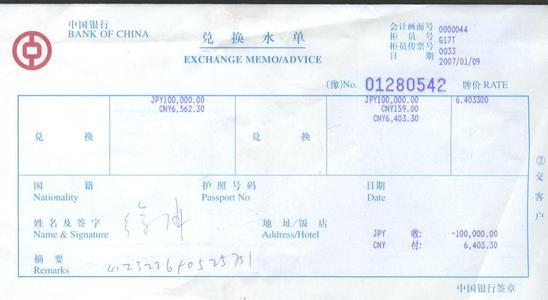 中国银行
BANK OF CHINA
兑换水单
EXCHANGE MEMO/ADVICE
会计画面号 0000044
柜员号 G17T
柜员传票号 0033
日期 2007/01/09
(豫)No. 01280542 牌价 RATE
JPY100,000.00
CNY6,562.30
JPY100,000.00 6.403300
CNY159.00
CNY6,403.30
兑换
兑换
国籍 护照号码 日期
Nationality Passport No Date
姓名及签字 地址/饭店
Name & Signature Address/Hotel
JPY 收: -100,000.00
CNY 付: 6,403.30
摘要
Remarks
②交客户
中国银行签章